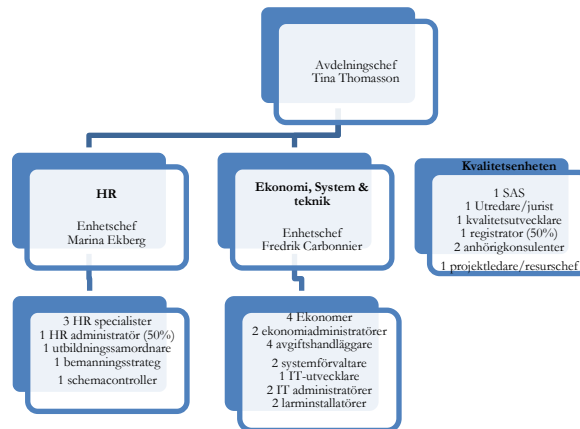 Avdelningschef
Tina Thomasson
HR
Enhetschef
Marina Ekberg
Ekonomi, System &
teknik
Enhetschef
Fredrik Carbonnier
Kvalitetsenheten
1 SAS
1 Utredare/jurist
1 kvalitetsutvecklare
1 registrator (50%)
2 anhörigkonsulenter
1 projektledare/resurschef
3 HR specialister
1 HR administratör (50%)
1 utbildningssamordnare
1 bemanningsstrateg
1 schemacontroller
4 Ekonomer
2 ekonomiadministratörer
4 avgiftshandläggare
2 systemförvaltare
1 IT-utvecklare
2 IT administratörer
2 larminstallatörer